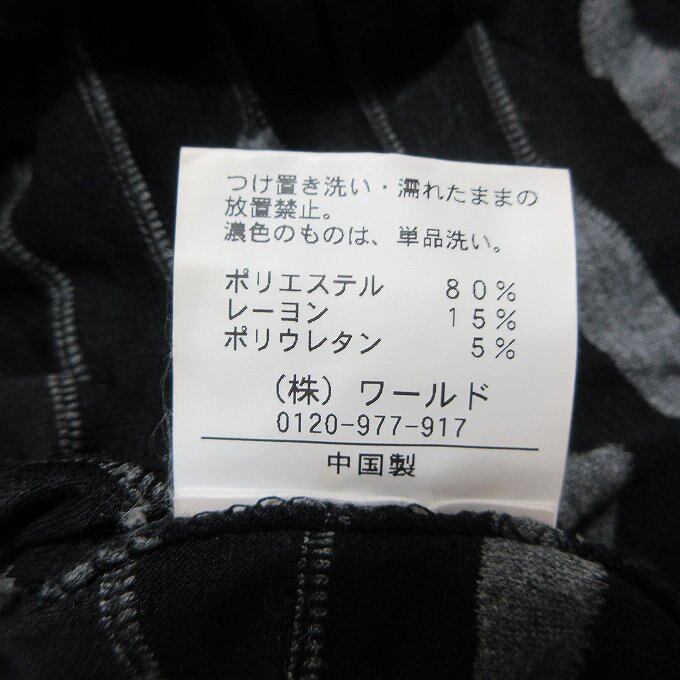 つけ置き洗い・濡れたままの
放置禁止。
濃色のものは、単品洗い。
ポリエステル 80%
レーヨン 15%
ポリウレタン 5%
(株)ワールド
0120-977-917
中国製